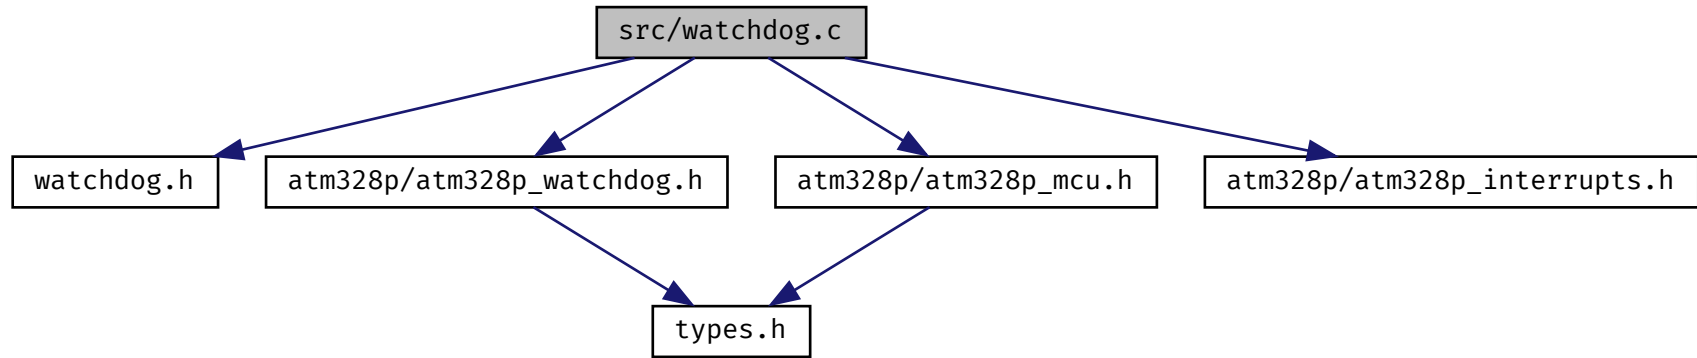 src/watchdog.c
watchdog.h
atm328p/atm328p_watchdog.h
atm328p/atm328p_mcu.h
atm328p/atm328p_interrupts.h
types.h